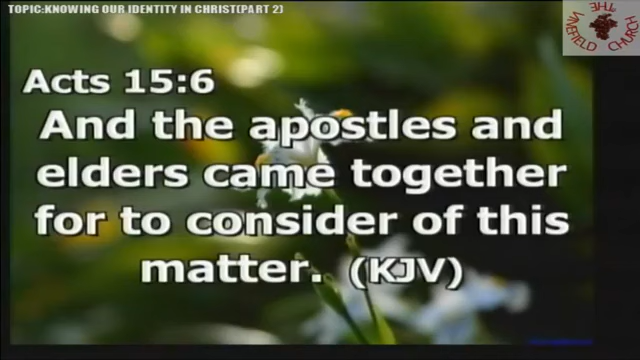 TOPIC:KNOWING OUR IDENTITY IN CHRIST(PART 2)
THE
VINEFIELD CHURCH
Acts 15:6
And the apostles and
elders came together
for to consider of this
matter. (KJV)